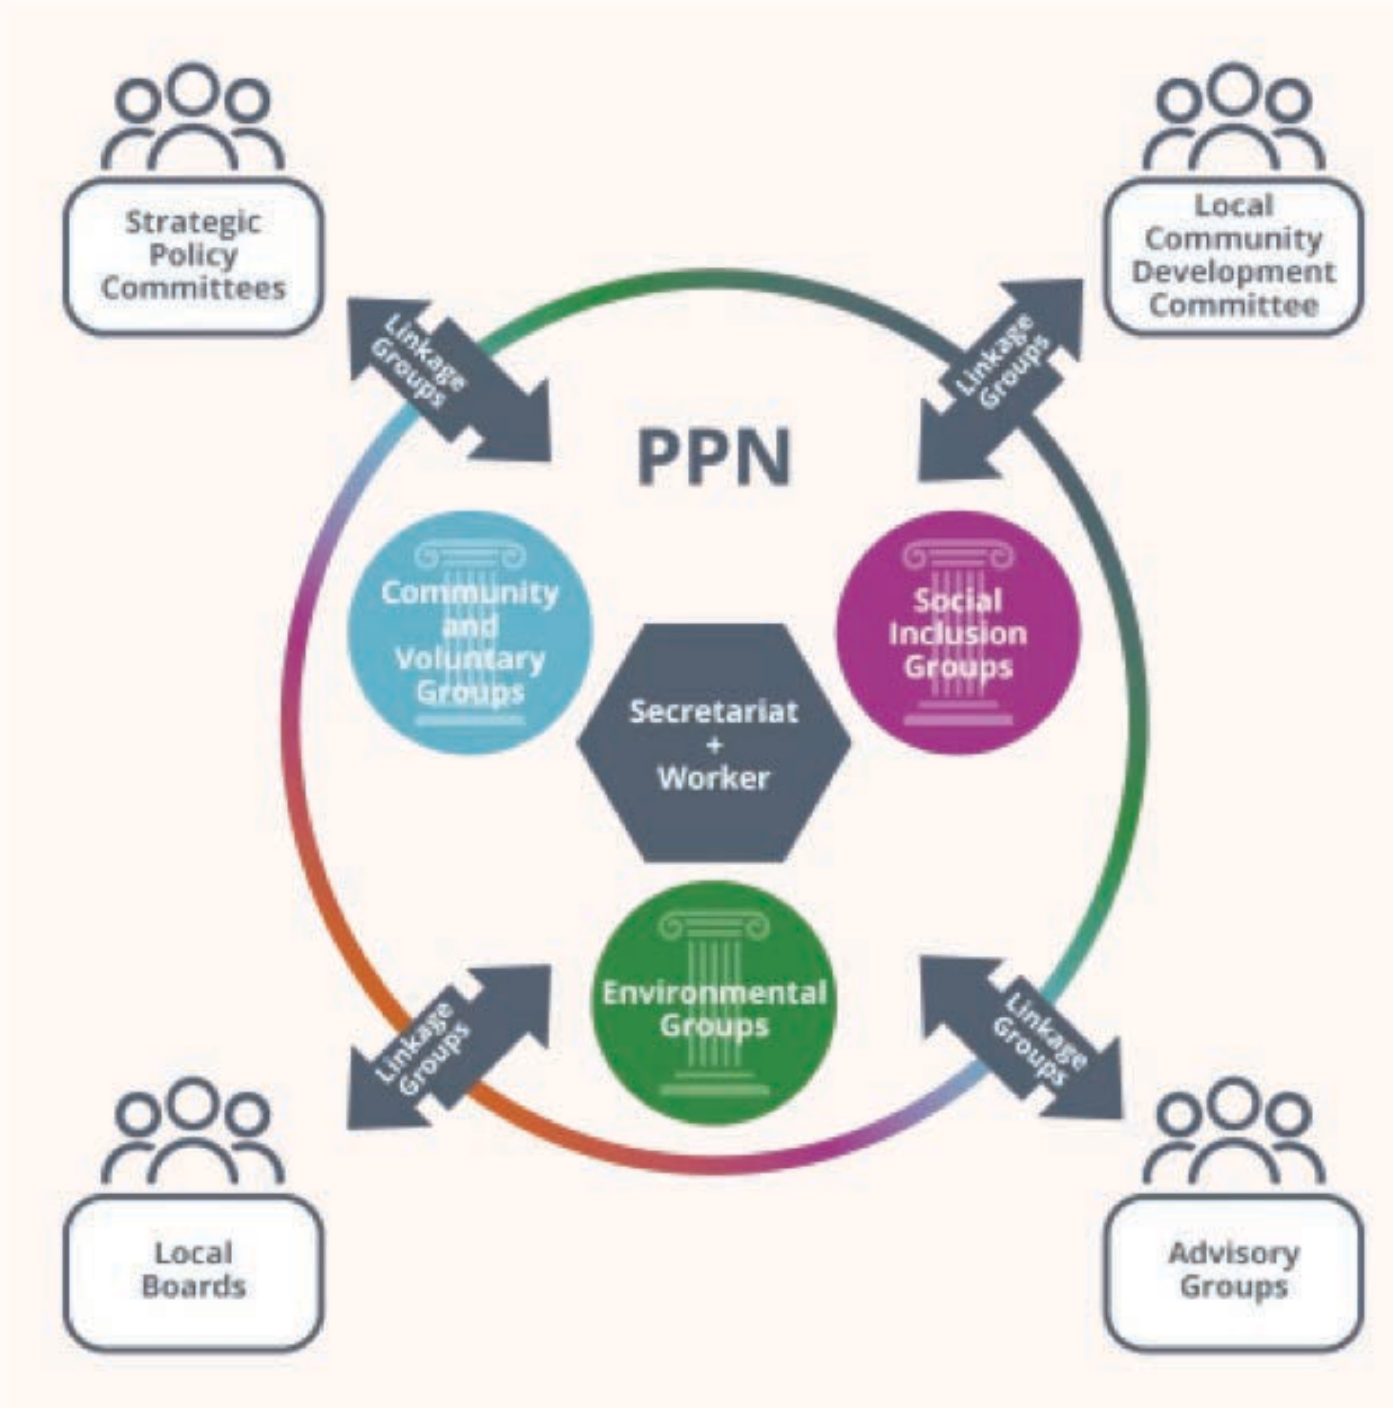 Strategic
Policy
Committees
Local
Community
Development
Committee
Linkage
Groups
Linkage
Groups
PPN
Community
and
Voluntary
Groups
Social
Inclusion
Groups
Secretariat
+
Worker
Environmental
Groups
Linkage
Groups
Linkage
Groups
Local
Boards
Advisory
Groups